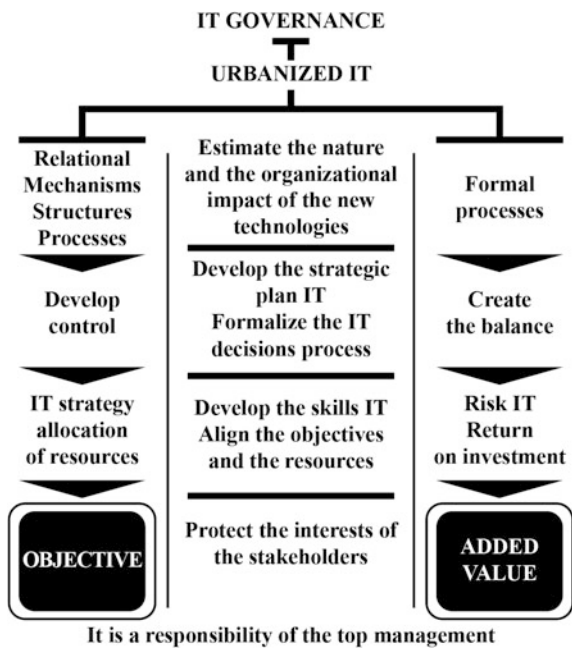 IT GOVERNANCE
URBANIZED IT
Relational
Mechanisms
Structures
Processes
Develop
control
IT strategy
allocation
of resources
OBJECTIVE
Estimate the nature
and the organizational
impact of the new
technologies
Develop the strategic
plan IT
Formalize the IT
decisions process
Develop the skills IT
Align the objectives
and the resources
Protect the interests of
the stakeholders
Formal
processes
Create
the balance
Risk IT
Return
on investment
ADDED
VALUE
It is a responsibility of the top management